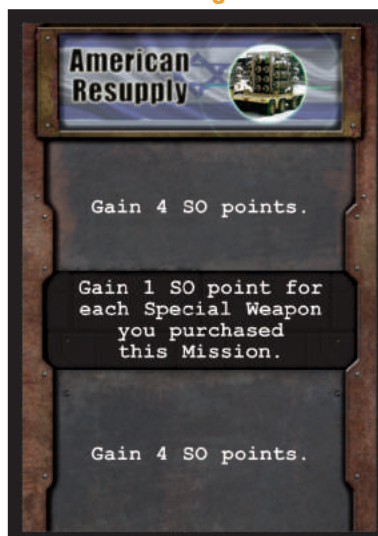 American
Resupply
Gain 4 SO points.
Gain 1 SO point for
each Special Weapon
you purchased
this Mission.
Gain 4 SO points.